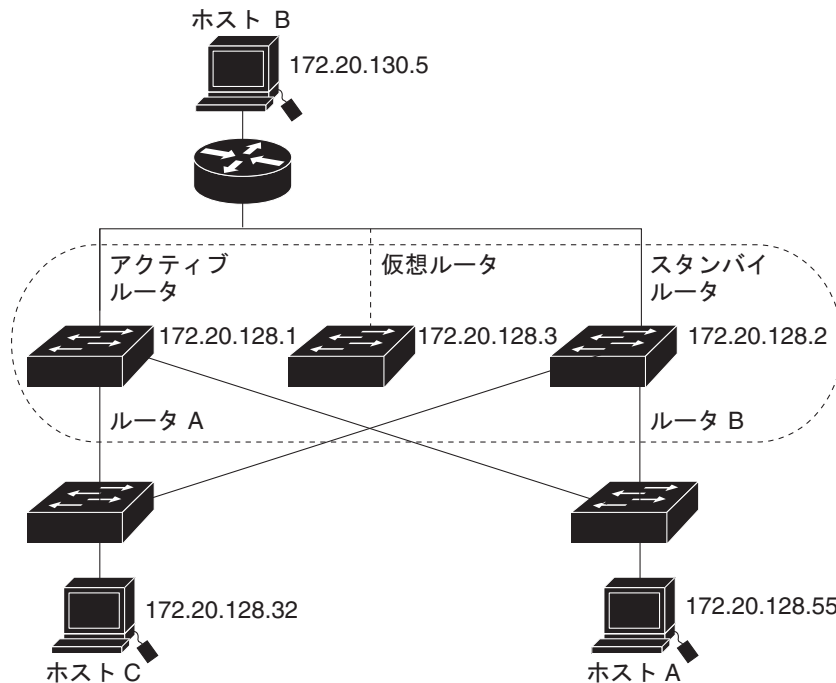 ホスト B
172.20.130.5
アクティブ
ルータ
仮想ルータ
スタンバイ
ルータ
172.20.128.1
172.20.128.3
172.20.128.2
ルータ A
ルータ B
172.20.128.32
172.20.128.55
ホスト C
ホスト A